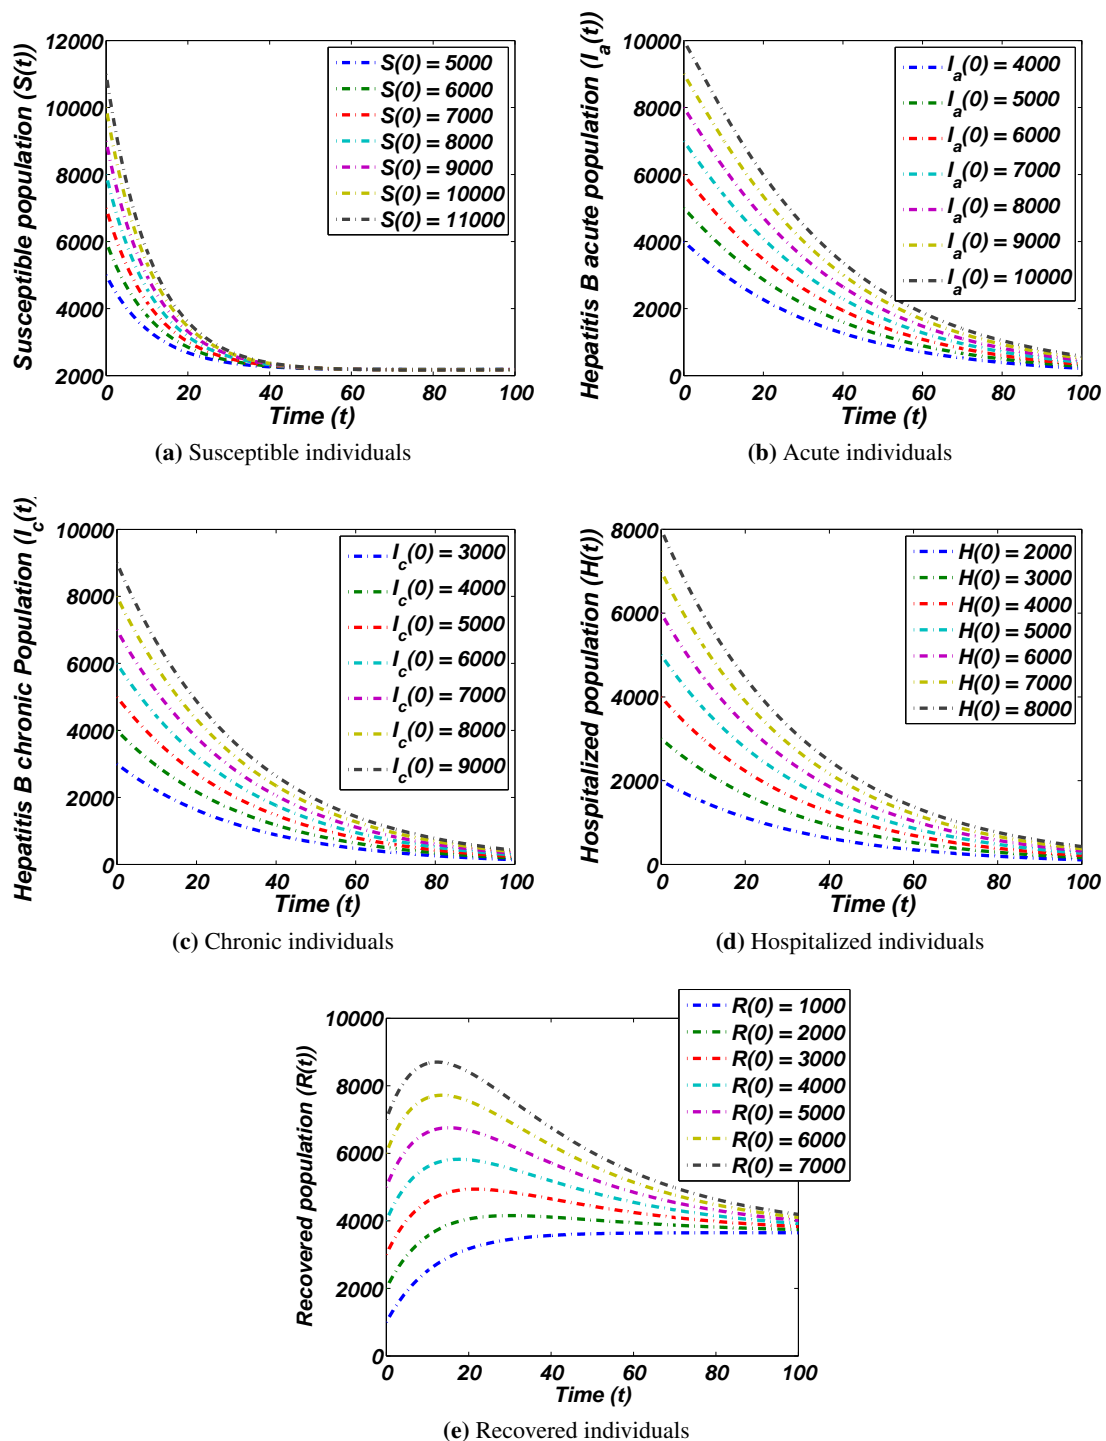 12000
10000
8000
6000
4000
2000
Susceptible population (S(t))
S(0) = 5000
S(0) = 6000
S(0) = 7000
S(0) = 8000
S(0) = 9000
S(0) = 10000
S(0) = 11000
0 20 40 60 80 100
Time (t)
(a) Susceptible individuals
10000
8000
6000
4000
2000
0
Hepatitis B acute population (I_a(t))
I_a(0) = 4000
I_a(0) = 5000
I_a(0) = 6000
I_a(0) = 7000
I_a(0) = 8000
I_a(0) = 9000
I_a(0) = 10000
0 20 40 60 80 100
Time (t)
(b) Acute individuals
10000
8000
6000
4000
2000
0
Hepatitis B chronic Population (I_c(t)
I_c(0) = 3000
I_c(0) = 4000
I_c(0) = 5000
I_c(0) = 6000
I_c(0) = 7000
I_c(0) = 8000
I_c(0) = 9000
0 20 40 60 80 100
Time (t)
(c) Chronic individuals
8000
6000
4000
2000
0
Hospitalized population (H(t))
H(0) = 2000
H(0) = 3000
H(0) = 4000
H(0) = 5000
H(0) = 6000
H(0) = 7000
H(0) = 8000
0 20 40 60 80 100
Time (t)
(d) Hospitalized individuals
10000
8000
6000
4000
2000
0
Recovered population (R(t))
R(0) = 1000
R(0) = 2000
R(0) = 3000
R(0) = 4000
R(0) = 5000
R(0) = 6000
R(0) = 7000
0 20 40 60 80 100
Time (t)
(e) Recovered individuals